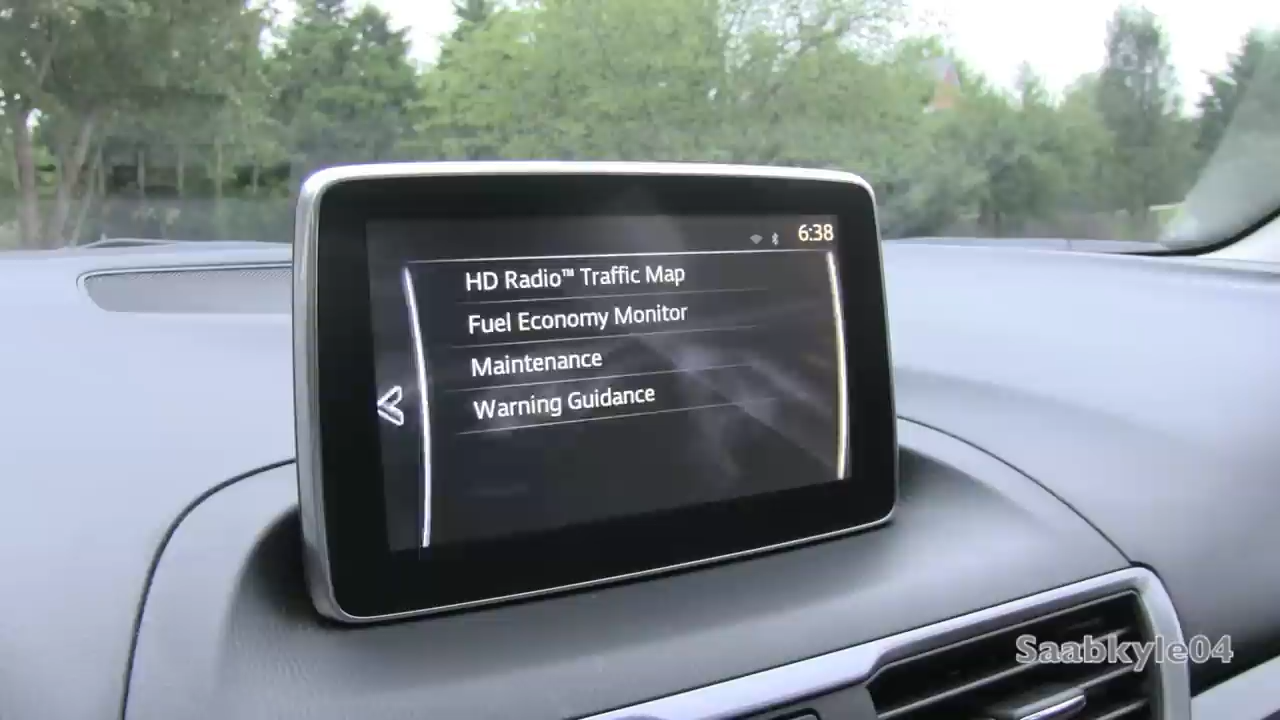 6:38
HD Radio™ Traffic Map
Fuel Economy Monitor
Maintenance
Warning Guidance
Saabkyle04